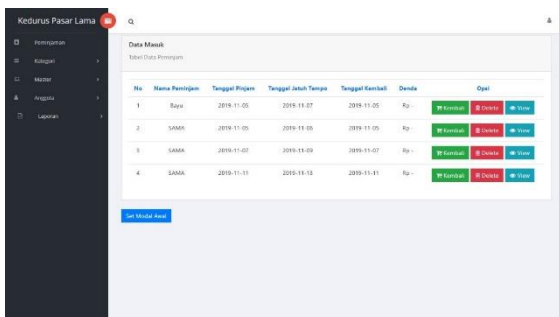 Kedurus Pasar Lama
Peminjaman
Kategori
Master
Anggota
Laporan
Data Masuk
Tabel Data Peminjam
No Nama Peminjam Tanggal Pinjam Tanggal Jatuh Tempo Tanggal Kembali Denda Opsi
1 Bayu 2019-11-05 2019-11-07 2019-11-05 Rp - Kembali Delete View
2 SAMA 2019-11-05 2019-11-06 2019-11-05 Rp - Kembali Delete View
3 SAMA 2019-11-07 2019-11-09 2019-11-07 Rp - Kembali Delete View
4 SAMA 2019-11-11 2019-11-13 2019-11-11 Rp - Kembali Delete View
Set Modal Awal